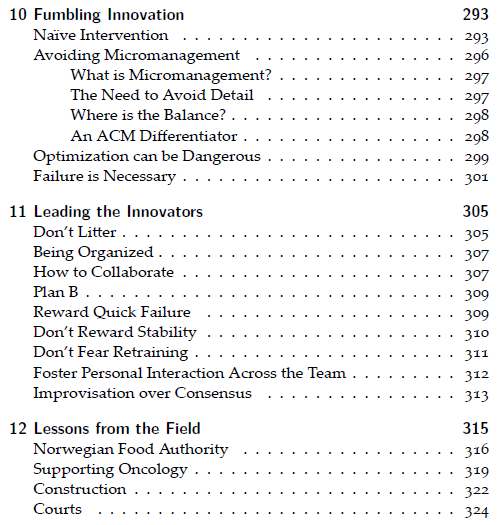 10 Fumbling Innovation 293
Naïve Intervention . . . . . . . . . . . . . . . . . . . . . . . . . 293
Avoiding Micromanagement . . . . . . . . . . . . . . . . . . 296
What is Micromanagement? . . . . . . . . . . . . . . . . 297
The Need to Avoid Detail . . . . . . . . . . . . . . . . . 297
Where is the Balance? . . . . . . . . . . . . . . . . . . . . 298
An ACM Differentiator . . . . . . . . . . . . . . . . . . . 298
Optimization can be Dangerous . . . . . . . . . . . . . . . . . 299
Failure is Necessary . . . . . . . . . . . . . . . . . . . . . . . . . 301
11 Leading the Innovators 305
Don't Litter . . . . . . . . . . . . . . . . . . . . . . . . . . . . . . 305
Being Organized . . . . . . . . . . . . . . . . . . . . . . . . . . . 307
How to Collaborate . . . . . . . . . . . . . . . . . . . . . . . . . 307
Plan B . . . . . . . . . . . . . . . . . . . . . . . . . . . . . . . . . 309
Reward Quick Failure . . . . . . . . . . . . . . . . . . . . . . . 309
Don't Reward Stability . . . . . . . . . . . . . . . . . . . . . . 310
Don't Fear Retraining . . . . . . . . . . . . . . . . . . . . . . . 311
Foster Personal Interaction Across the Team . . . . . . . . . 312
Improvisation over Consensus . . . . . . . . . . . . . . . . . 313
12 Lessons from the Field 315
Norwegian Food Authority . . . . . . . . . . . . . . . . . . . 316
Supporting Oncology . . . . . . . . . . . . . . . . . . . . . . . 319
Construction . . . . . . . . . . . . . . . . . . . . . . . . . . . . . 322
Courts . . . . . . . . . . . . . . . . . . . . . . . . . . . . . . . . 324